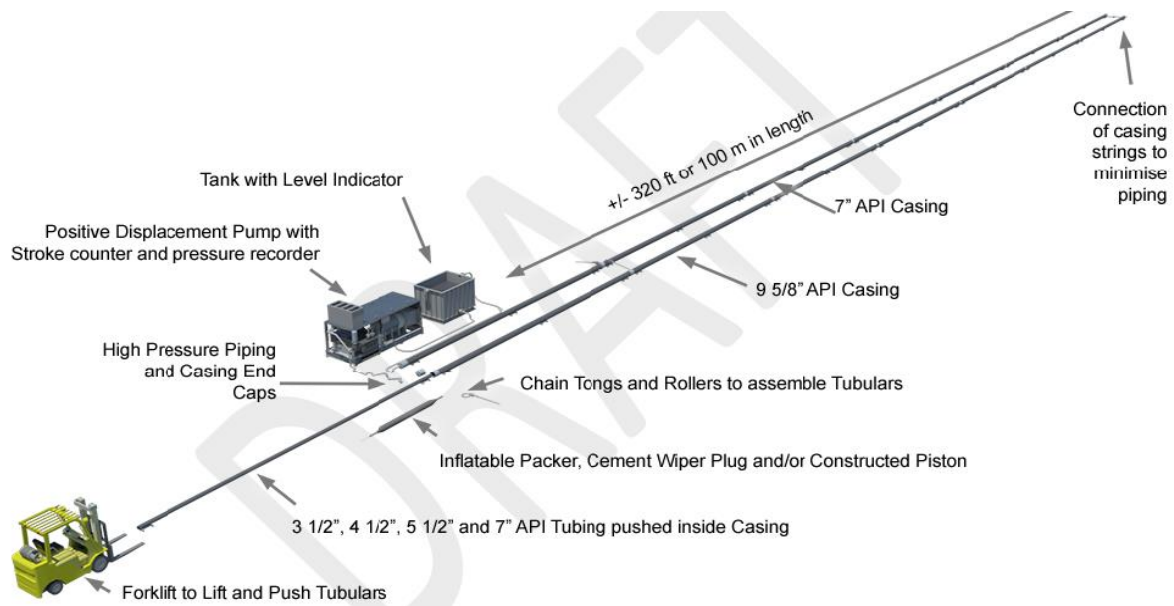 Connection
of casing
strings to
minimise
piping
+/- 320 ft or 100 m in length
Tank with Level Indicator
7” API Casing
Positive Displacement Pump with
Stroke counter and pressure recorder
9 5/8” API Casing
High Pressure Piping
and Casing End
Caps
Chain Tongs and Rollers to assemble Tubulars
Inflatable Packer, Cement Wiper Plug and/or Constructed Piston
3 1/2”, 4 1/2”, 5 1/2” and 7” API Tubing pushed inside Casing
Forklift to Lift and Push Tubulars
DRAFT